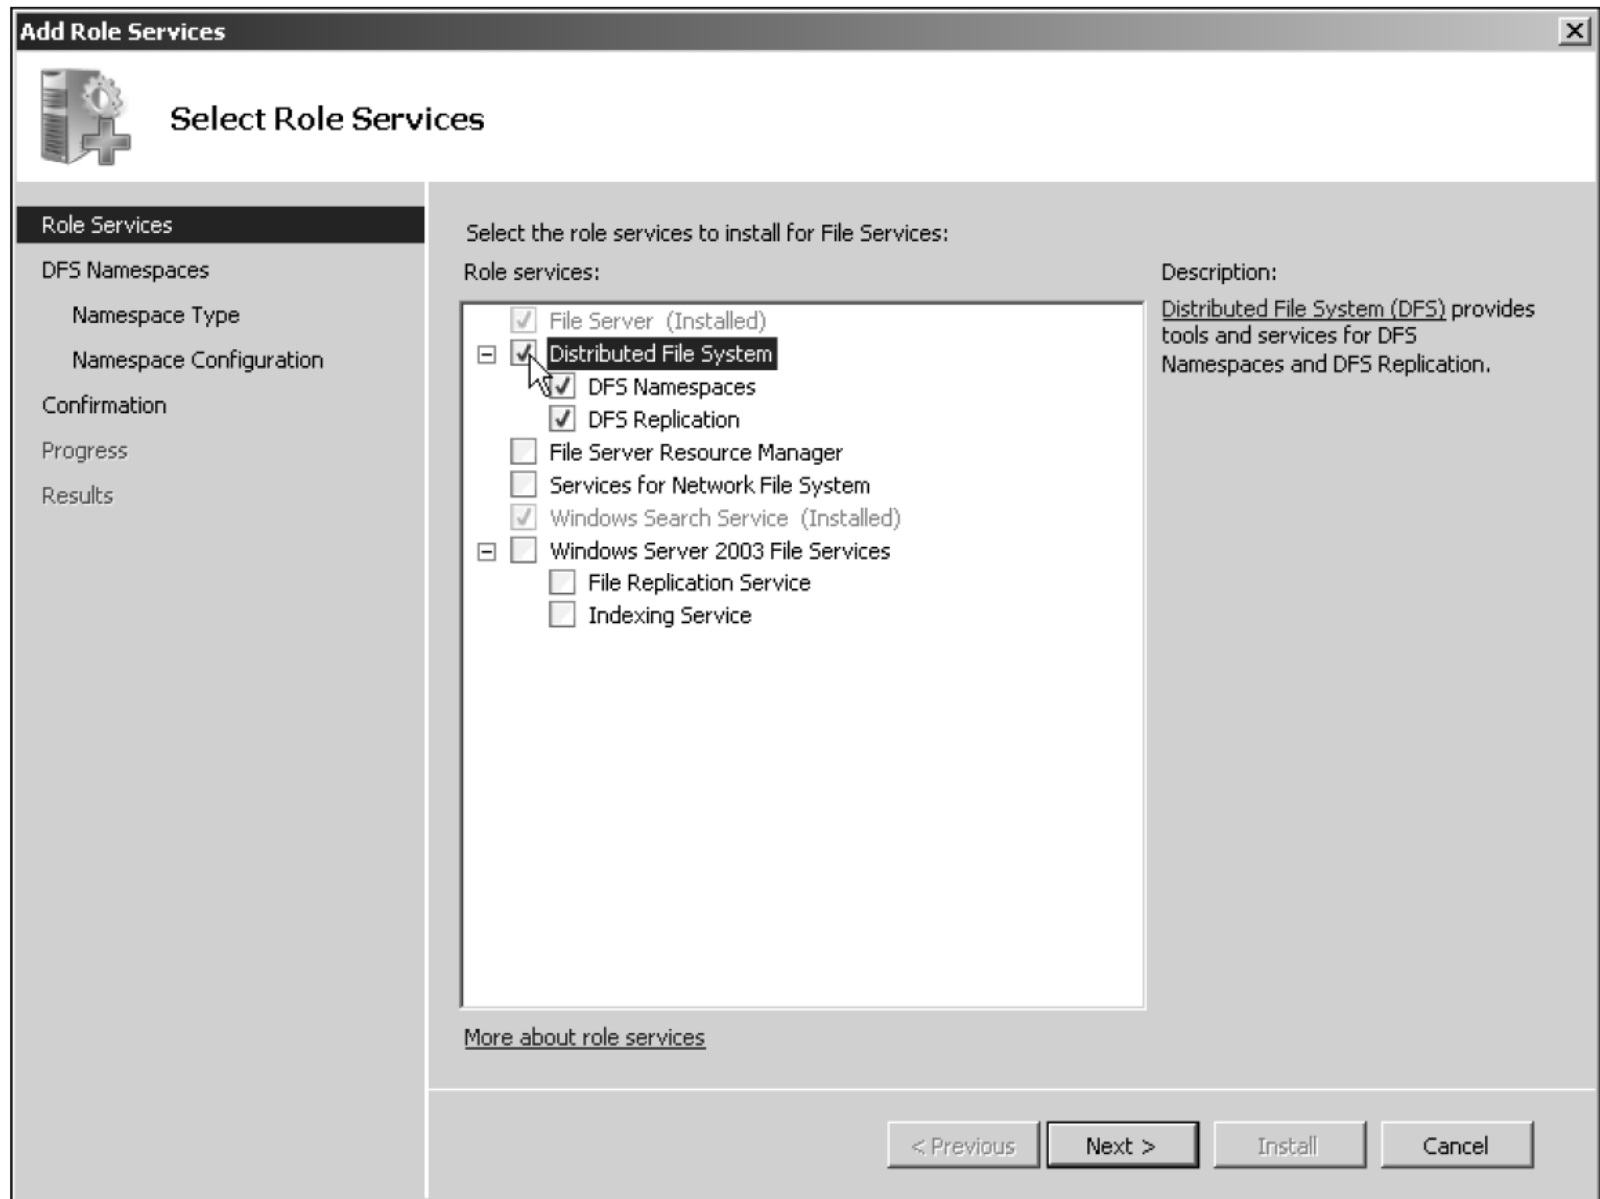 Add Role Services
Select Role Services
Role Services
DFS Namespaces
Namespace Type
Namespace Configuration
Confirmation
Progress
Results
Select the role services to install for File Services:
Role services:
File Server (Installed)
Distributed File System
DFS Namespaces
DFS Replication
File Server Resource Manager
Services for Network File System
Windows Search Service (Installed)
Windows Server 2003 File Services
File Replication Service
Indexing Service
More about role services
Description:
Distributed File System (DFS) provides
tools and services for DFS
Namespaces and DFS Replication.
< Previous
Next >
Install
Cancel